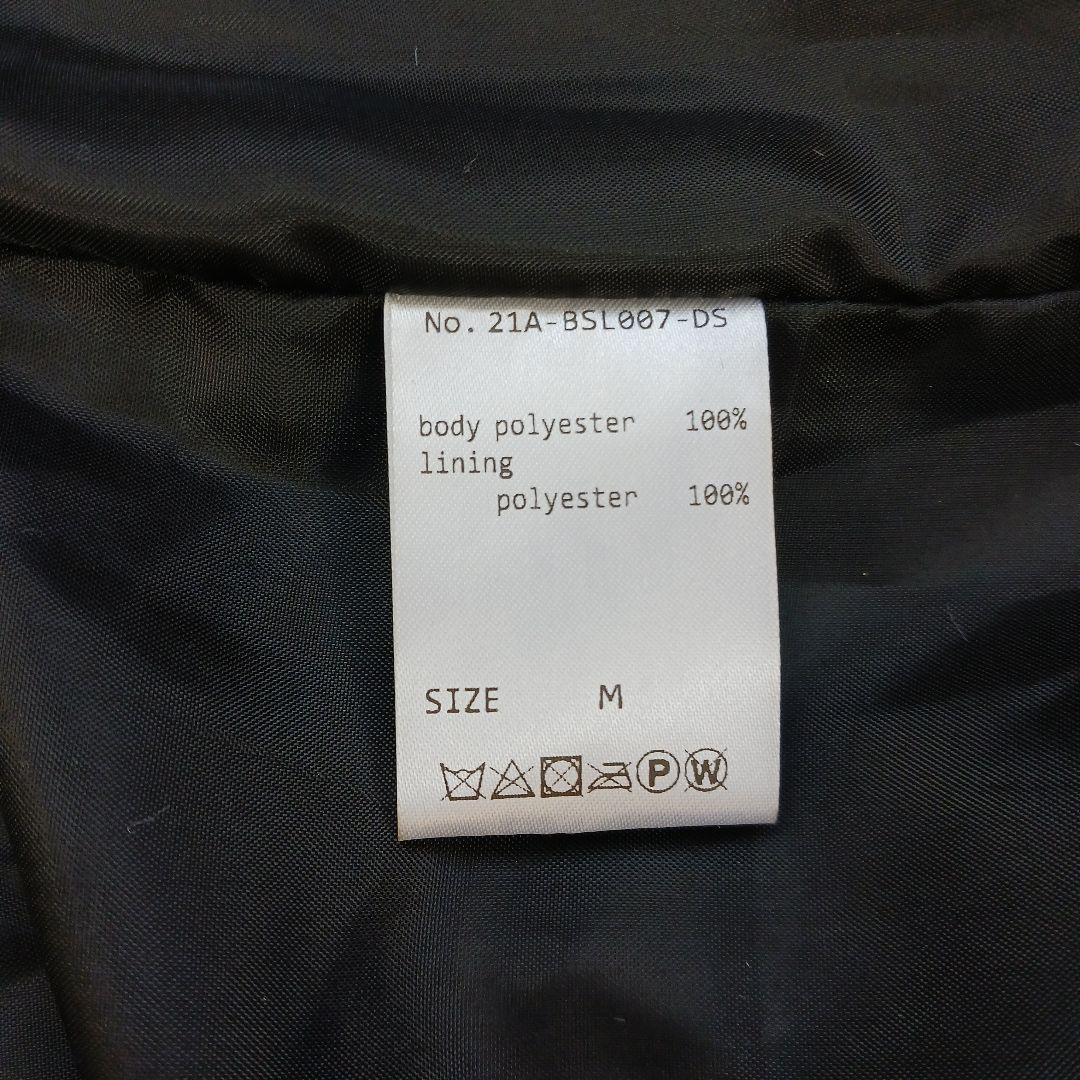 No. 21A-BSL007-DS
body polyester 100%
lining
polyester 100%
SIZE M
P W